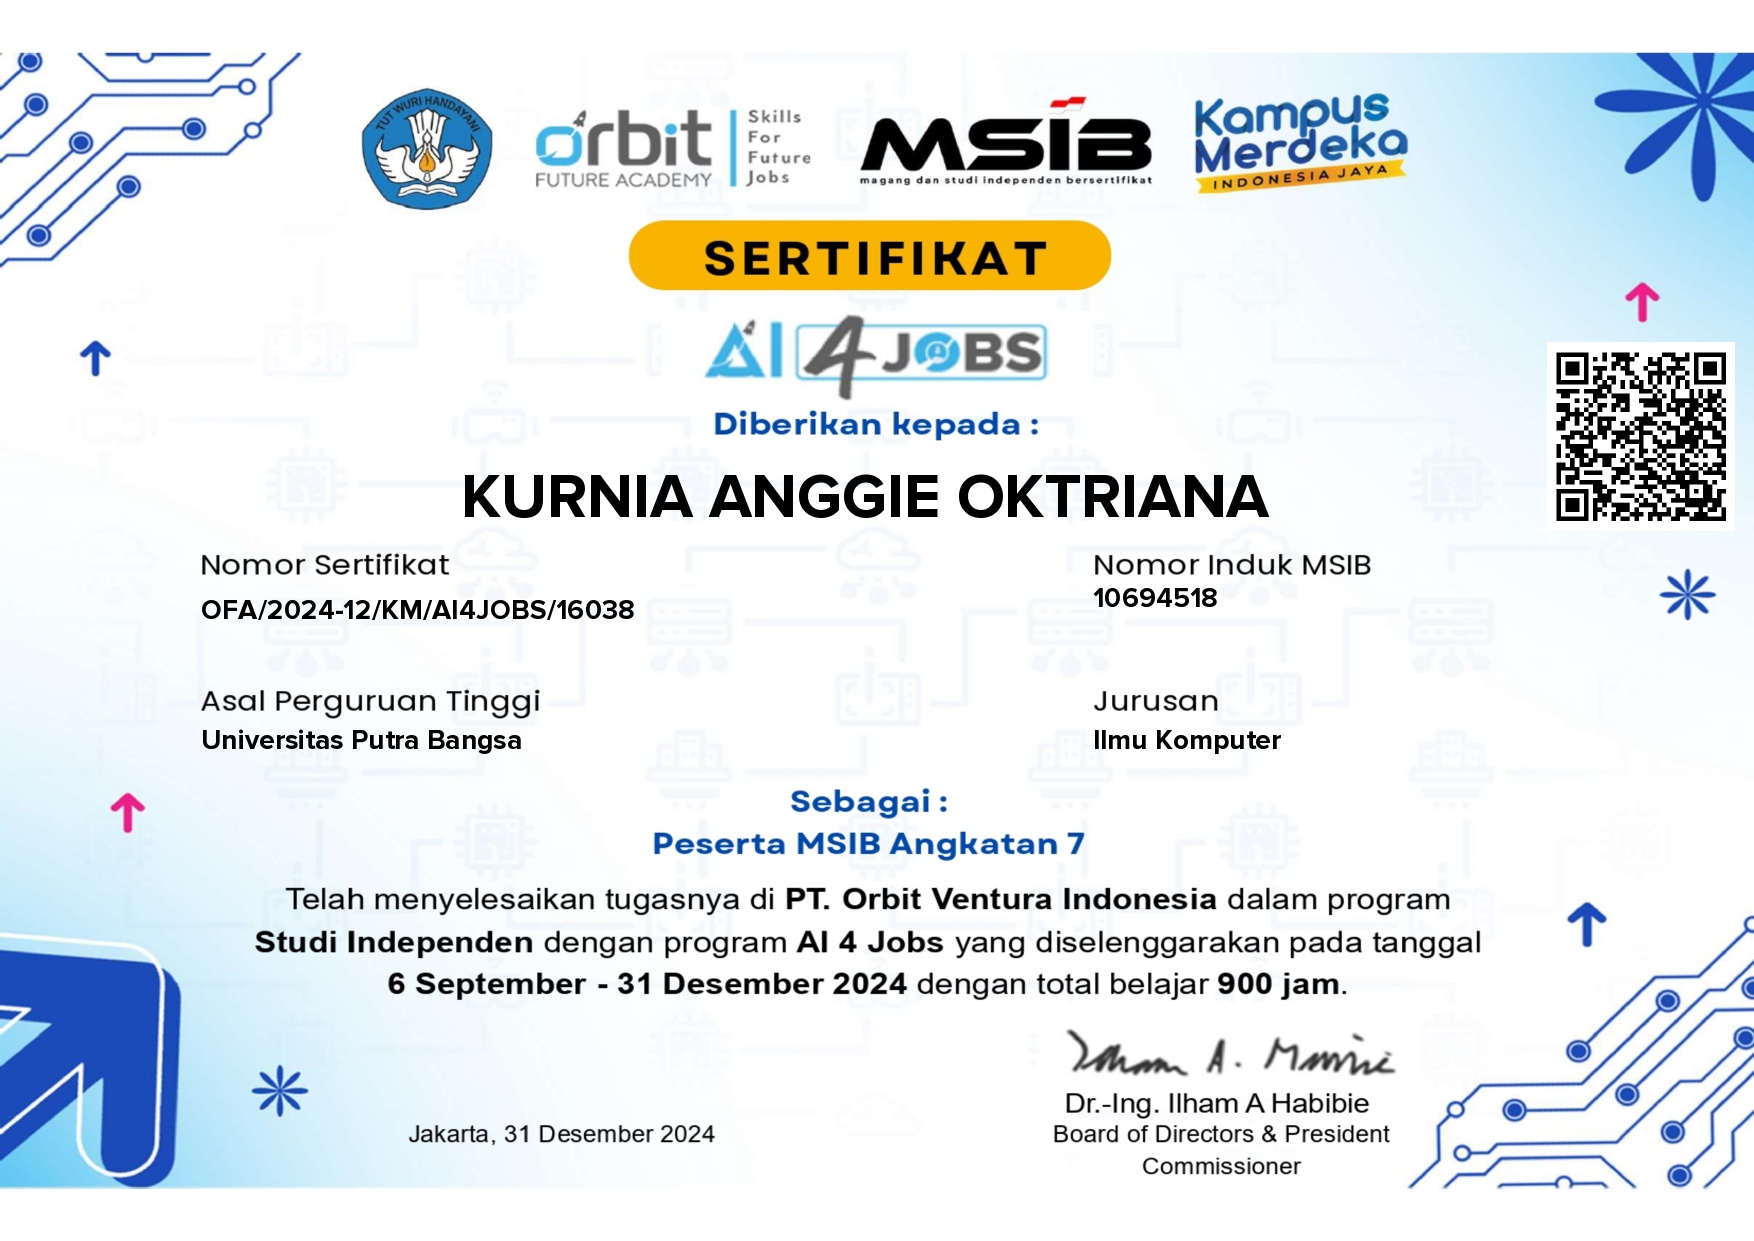 TUT WURI HANDAYANI
orbit
FUTURE ACADEMY
Skills
For
Future
Jobs
MSIB
magang dan studi independen bersertifikat
Kampus
Merdeka
INDONESIA JAYA
SERTIFIKAT
AI 4 JOBS
Diberikan kepada :
KURNIA ANGGIE OKTRIANA
Nomor Sertifikat
OFA/2024-12/KM/AI4JOBS/16038
Nomor Induk MSIB
10694518
Asal Perguruan Tinggi
Universitas Putra Bangsa
Jurusan
Ilmu Komputer
Sebagai :
Peserta MSIB Angkatan 7
Telah menyelesaikan tugasnya di PT. Orbit Ventura Indonesia dalam program
Studi Independen dengan program AI 4 Jobs yang diselenggarakan pada tanggal
6 September - 31 Desember 2024 dengan total belajar 900 jam.
Jakarta, 31 Desember 2024
Dr.-Ing. Ilham A Habibie
Board of Directors & President
Commissioner